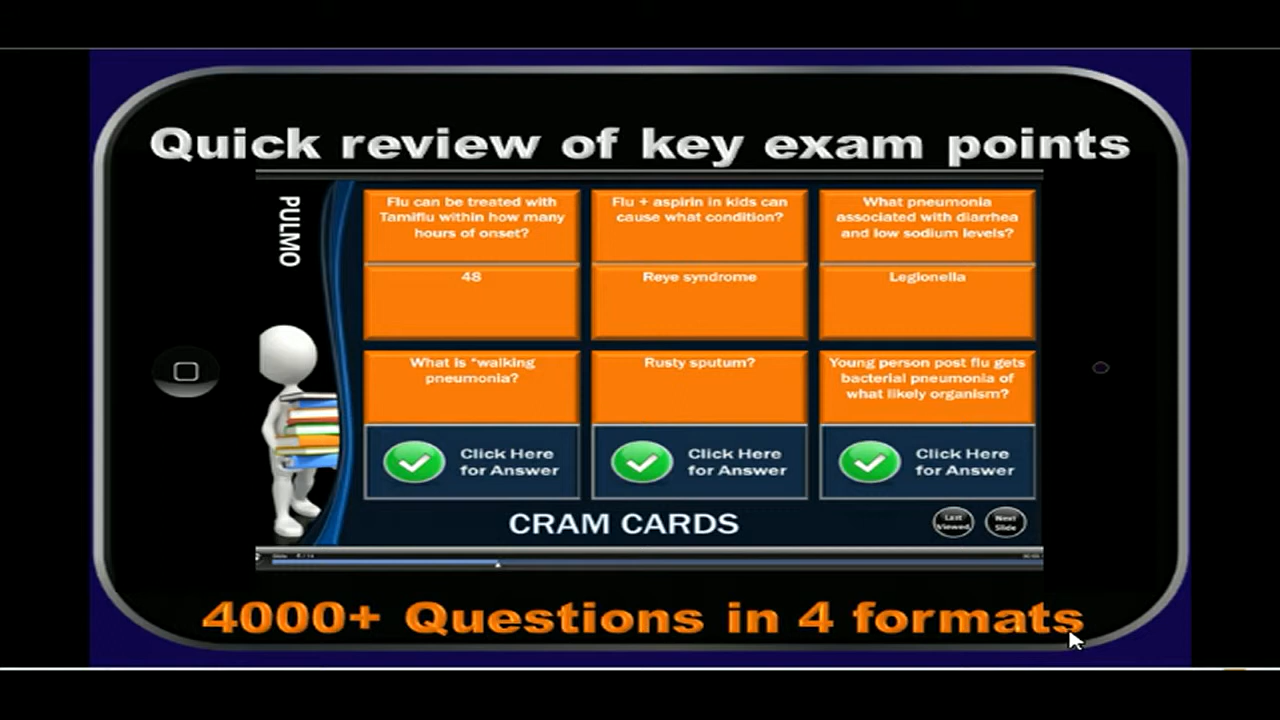 Quick review of key exam points
PULMO
Flu can be treated with
Tamiflu within how many
hours of onset?
48
Flu + aspirin in kids can
cause what condition?
Reye syndrome
What pneumonia
associated with diarrhea
and low sodium levels?
Legionella
What is "walking
pneumonia?
Click Here
for Answer
Rusty sputum?
Click Here
for Answer
Young person post flu gets
bacterial pneumonia of
what likely organism?
Click Here
for Answer
CRAM CARDS
Last
Viewed
Next
Slide
4000+ Questions in 4 formats